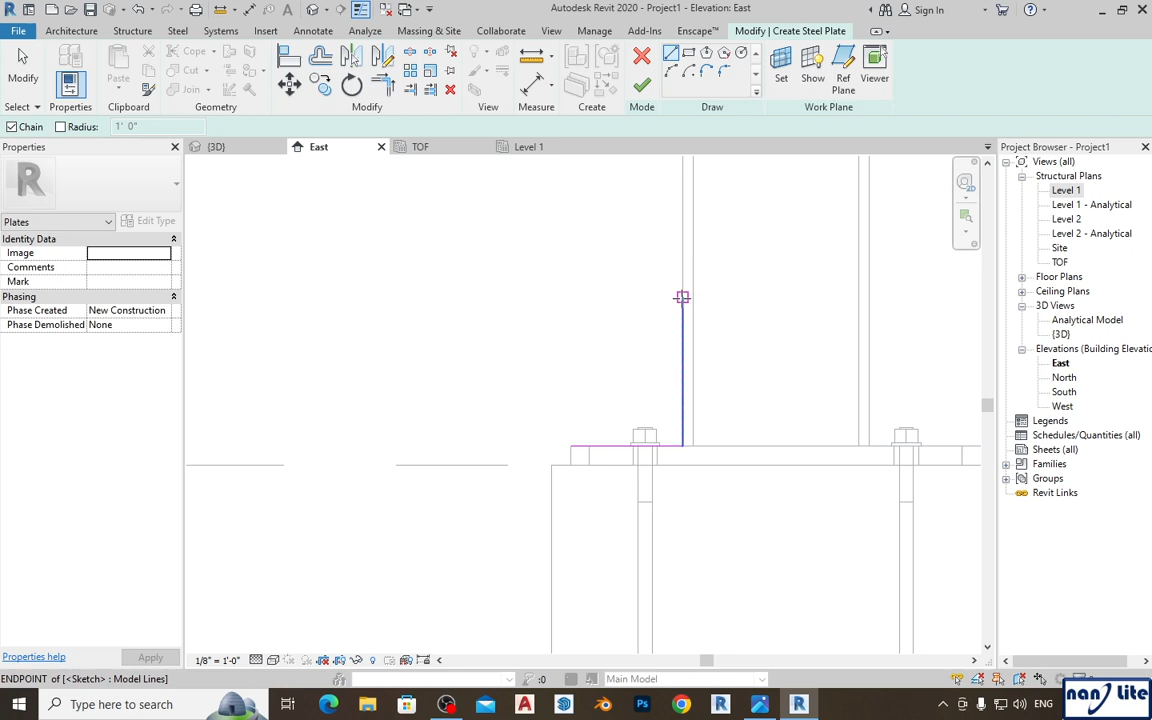 Autodesk Revit 2020 - Project1 - Elevation: East
Sign In
File Architecture Structure Steel Systems Insert Annotate Analyze Massing & Site Collaborate View Manage Add-Ins Enscape™ Modify | Create Steel Plate
Modify Paste Cope Cut Join Set Show Ref Plane Viewer
Select Properties Clipboard Geometry Modify View Measure Create Mode Draw Work Plane
Chain Radius: 1' 0"
Properties
{3D} East TOF Level 1
Project Browser - Project1
Plates Edit Type
Identity Data
Image
Comments
Mark
Phasing
Phase Created New Construction
Phase Demolished None
Views (all)
Structural Plans
Level 1
Level 1 - Analytical
Level 2
Level 2 - Analytical
Site
TOF
Floor Plans
Ceiling Plans
3D Views
Analytical Model
{3D}
Elevations (Building Elevatio
East
North
South
West
Legends
Schedules/Quantities (all)
Sheets (all)
Families
Groups
Revit Links
Properties help Apply
1/8" = 1'-0"
ENDPOINT of [<Sketch> : Model Lines]
:0 Main Model
Type here to search
ENG
nanjlite